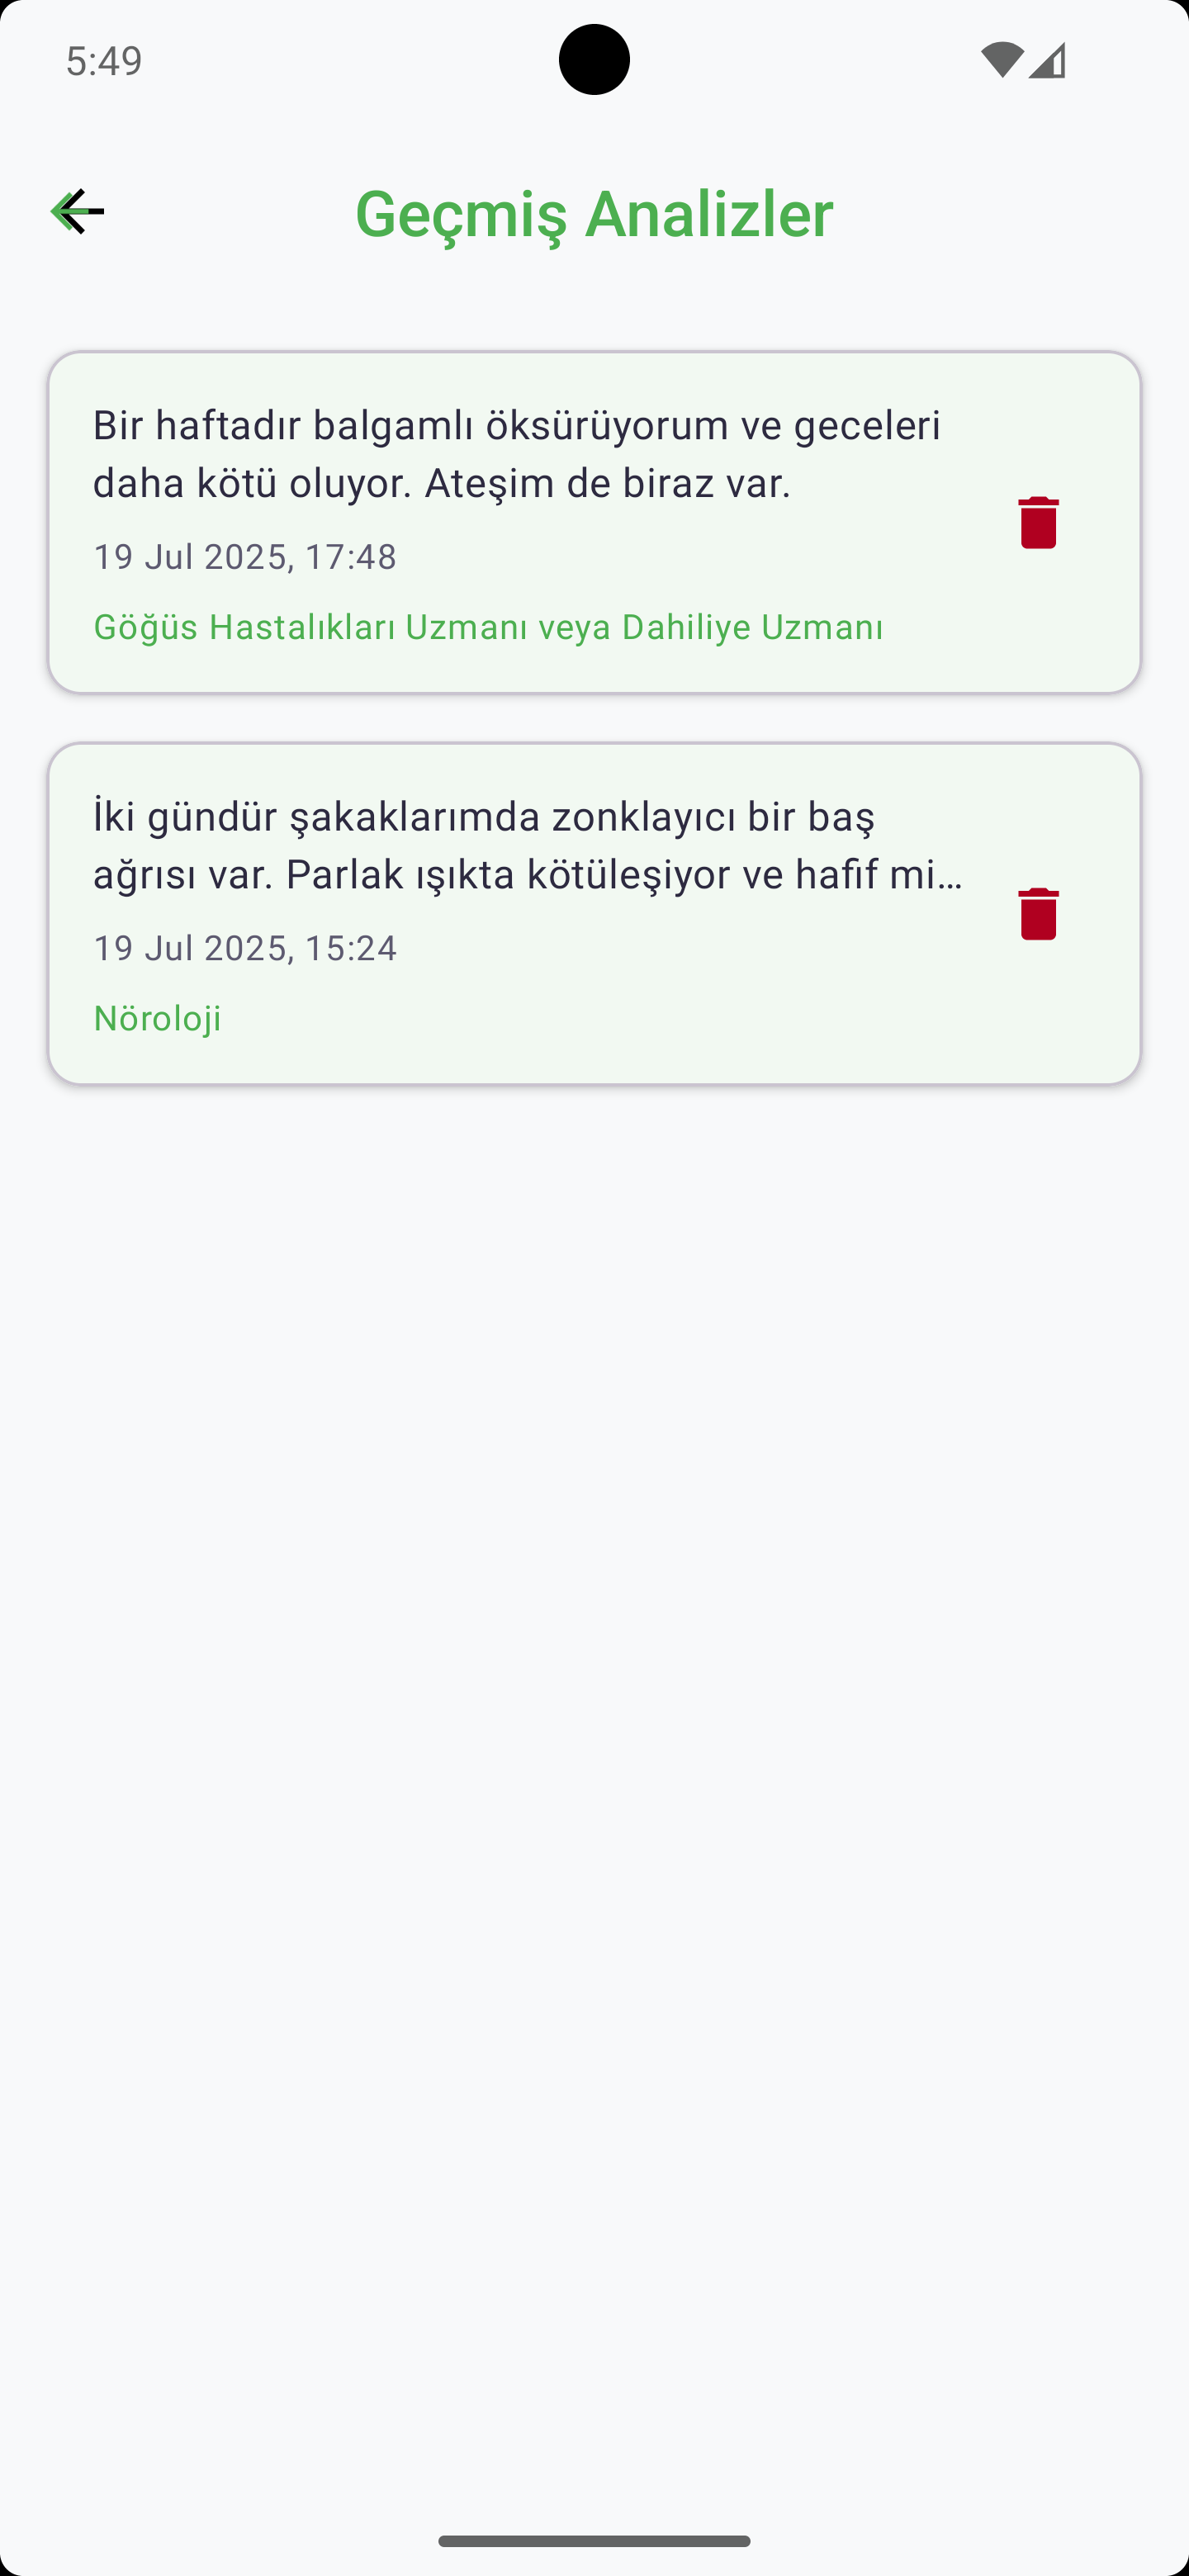 5:49
Geçmiş Analizler
Bir haftadır balgamlı öksürüyorum ve geceleri
daha kötü oluyor. Ateşim de biraz var.
19 Jul 2025, 17:48
Göğüs Hastalıkları Uzmanı veya Dahiliye Uzmanı
İki gündür şakaklarımda zonklayıcı bir baş
ağrısı var. Parlak ışıkta kötüleşiyor ve hafif mi…
19 Jul 2025, 15:24
Nöroloji